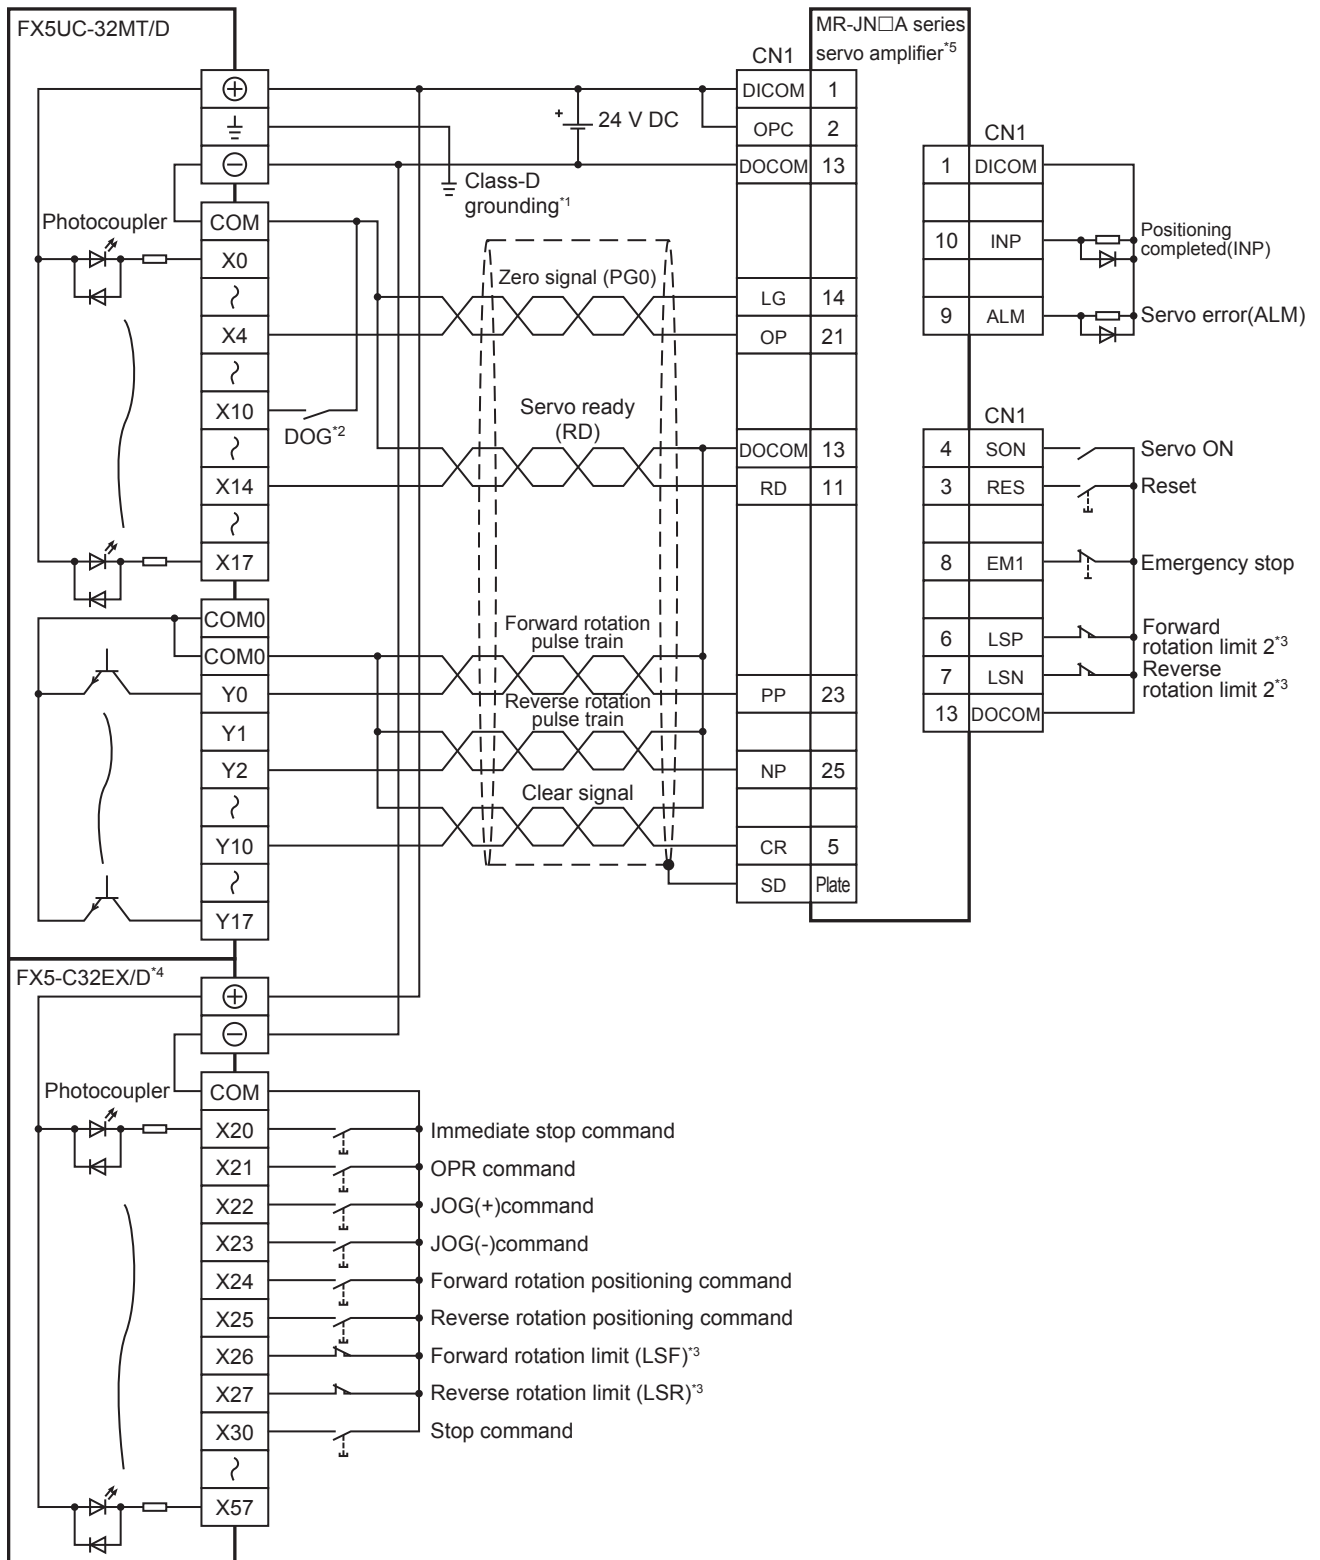 FX5UC-32MT/D
MR-JN□A series
servo amplifier*5
CN1
DICOM 1
OPC 2
DOCOM 13
+
24 V DC
Class-D
grounding*1
Photocoupler
COM
X0
X4
X10
X14
X17
DOG*2
Zero signal (PG0)
LG 14
OP 21
Servo ready
(RD)
DOCOM 13
RD 11
COM0
COM0
Y0
Y1
Y2
Y10
Y17
Forward rotation
pulse train
PP 23
Reverse rotation
pulse train
NP 25
Clear signal
CR 5
SD Plate
CN1
1 DICOM
10 INP
Positioning
completed(INP)
9 ALM
Servo error(ALM)
CN1
4 SON Servo ON
3 RES Reset
8 EM1 Emergency stop
6 LSP
Forward
rotation limit 2*3
7 LSN
Reverse
rotation limit 2*3
13 DOCOM
FX5-C32EX/D*4
Photocoupler
COM
X20 Immediate stop command
X21 OPR command
X22 JOG(+)command
X23 JOG(-)command
X24 Forward rotation positioning command
X25 Reverse rotation positioning command
X26 Forward rotation limit (LSF)*3
X27 Reverse rotation limit (LSR)*3
X30 Stop command
X57